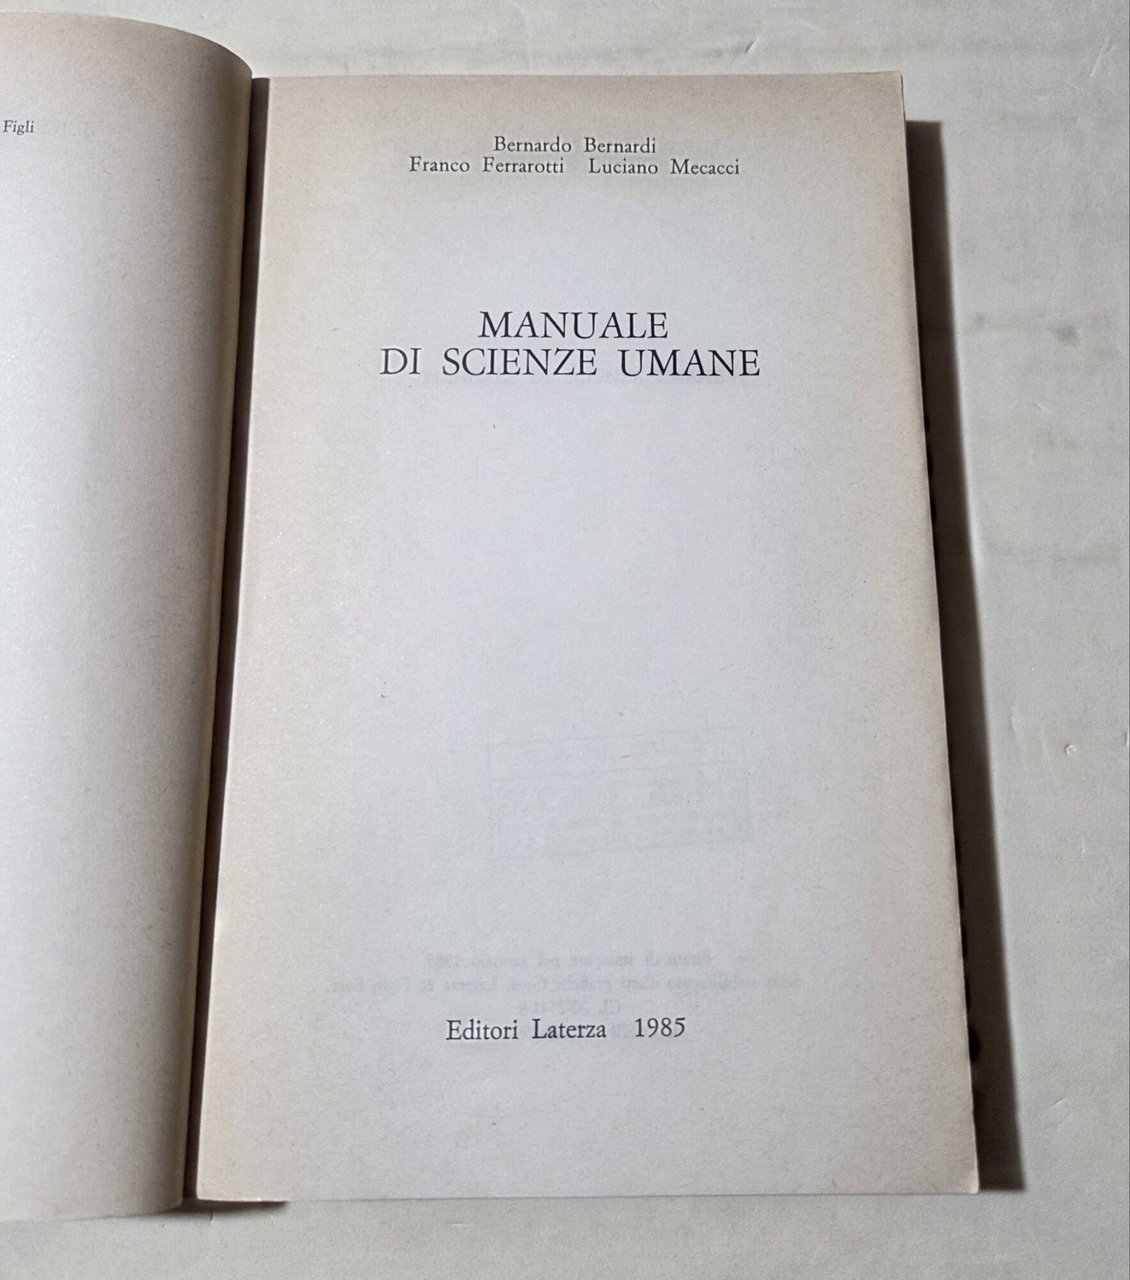 Figli
Bernardo Bernardi
Franco Ferrarotti Luciano Mecacci
MANUALE
DI SCIENZE UMANE
Editori Laterza 1985